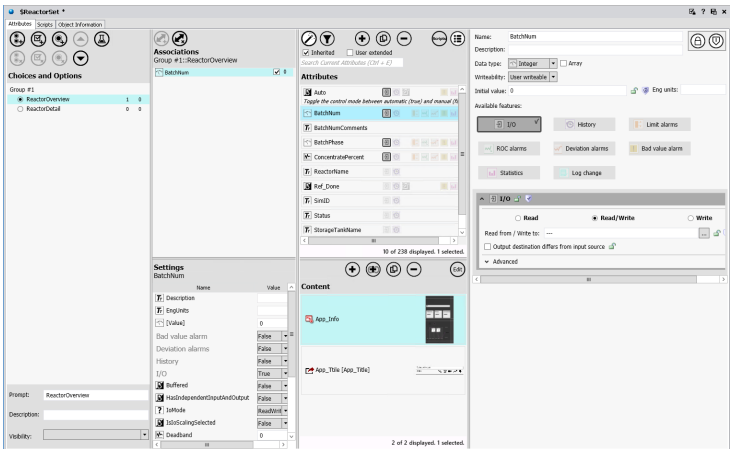 $ReactorSet *
Attributes Scripts Object Information
Choices and Options
Group #1
ReactorOverview 1 0
ReactorDetail 0 0
Prompt: ReactorOverview
Description:
Visibility:
Associations
Group #1::ReactorOverview
BatchNum 0
Settings
BatchNum
Name Value
Description
EngUnits
[Value] 0
Bad value alarm False
Deviation alarms False
History False
I/O True
Buffered False
HasIndependentInputAndOutput False
IoMode ReadWrit
IsIoScalingSelected False
Deadband 0
Scripts
Inherited User extended
Search Current Attributes (Ctrl + E)
Attributes
Auto
Toggle the control mode between automatic (true) and manual (f
BatchNum
BatchNumComments
BatchPhase
ConcentratePercent
ReactorName
Ref_Done
SimID
Status
StorageTankName
10 of 238 displayed. 1 selected.
Edit
Content
App_Info
App_Ttile [App_Title]
2 of 2 displayed. 1 selected.
Name: BatchNum
Description:
Data type: Integer Array
Writeability: User writeable
Initial value: 0 Eng units:
Available features:
I/O History Limit alarms
ROC alarms Deviation alarms Bad value alarm
Statistics Log change
I/O
Read Read/Write Write
Read from / Write to: --- ...
Output destination differs from input source
Advanced